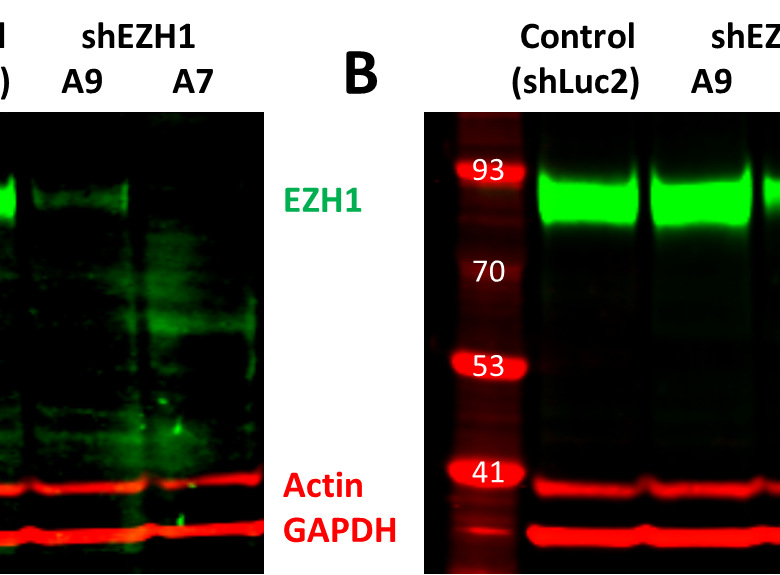 shEZH1
) A9 A7
EZH1
Actin
GAPDH
B
Control shEZ
(shLuc2) A9
93
70
53
41